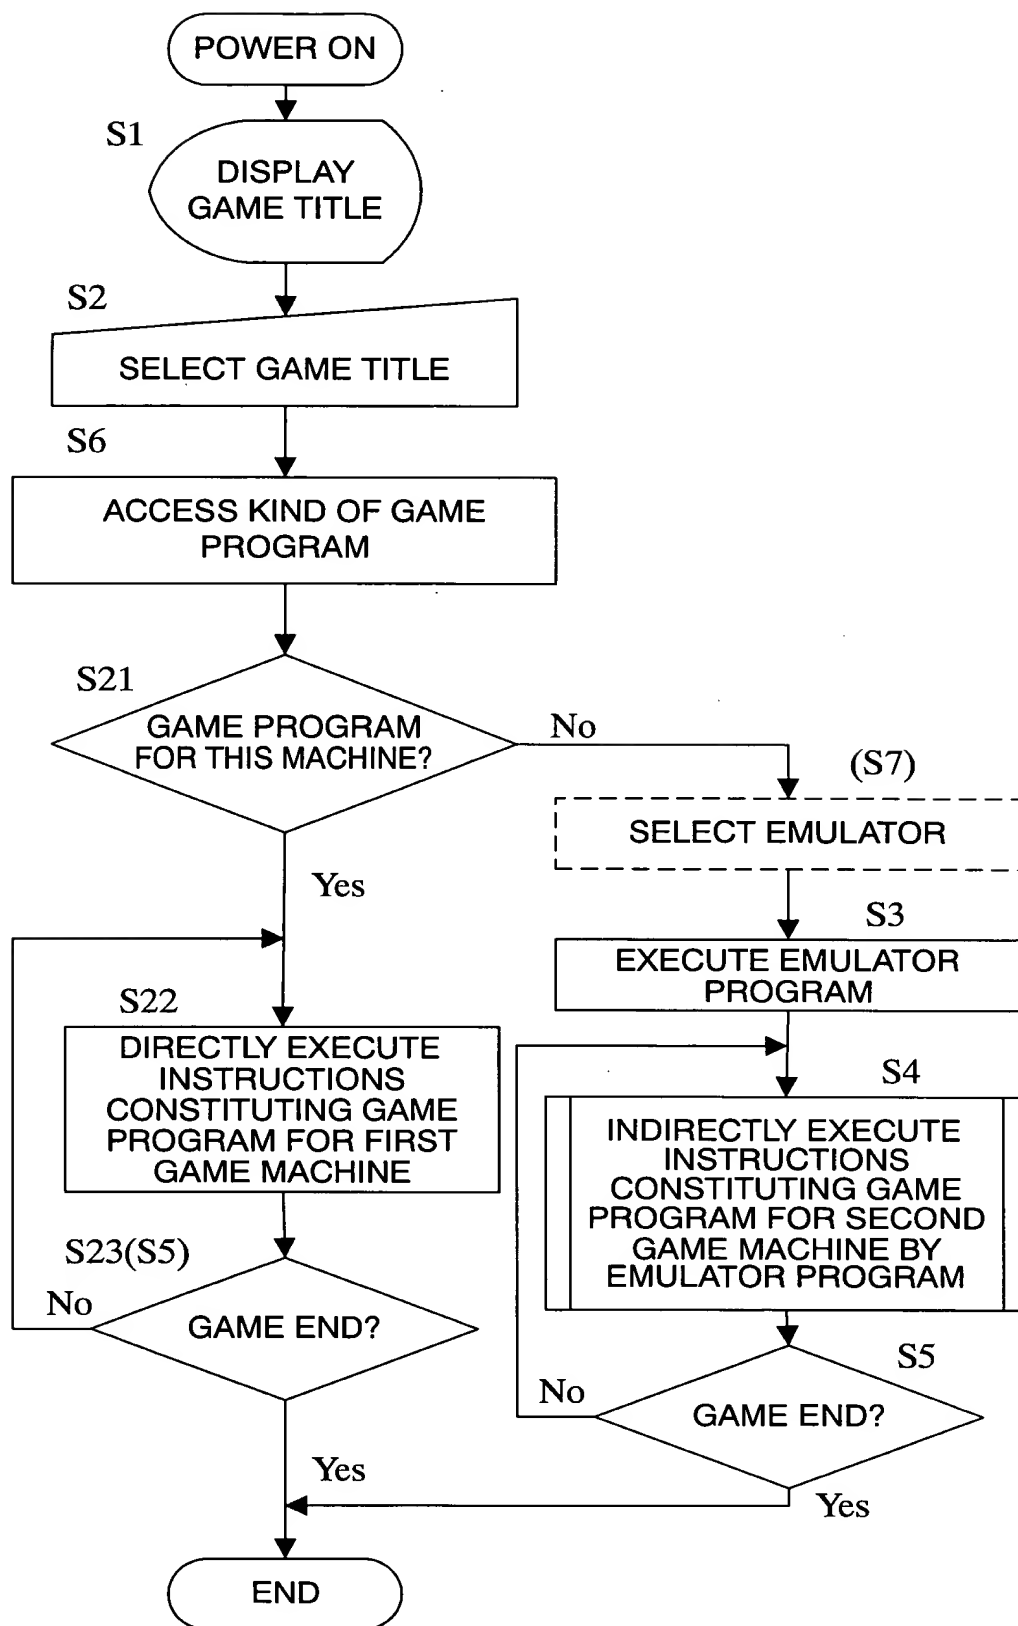 POWER ON
S1
DISPLAY
GAME TITLE
S2
SELECT GAME TITLE
S6
ACCESS KIND OF GAME
PROGRAM
S21
GAME PROGRAM
FOR THIS MACHINE?
No
Yes
(S7)
SELECT EMULATOR
S3
EXECUTE EMULATOR
PROGRAM
S22
DIRECTLY EXECUTE
INSTRUCTIONS
CONSTITUTING GAME
PROGRAM FOR FIRST
GAME MACHINE
S4
INDIRECTLY EXECUTE
INSTRUCTIONS
CONSTITUTING GAME
PROGRAM FOR SECOND
GAME MACHINE BY
EMULATOR PROGRAM
S23(S5)
No
GAME END?
Yes
S5
No
GAME END?
Yes
END